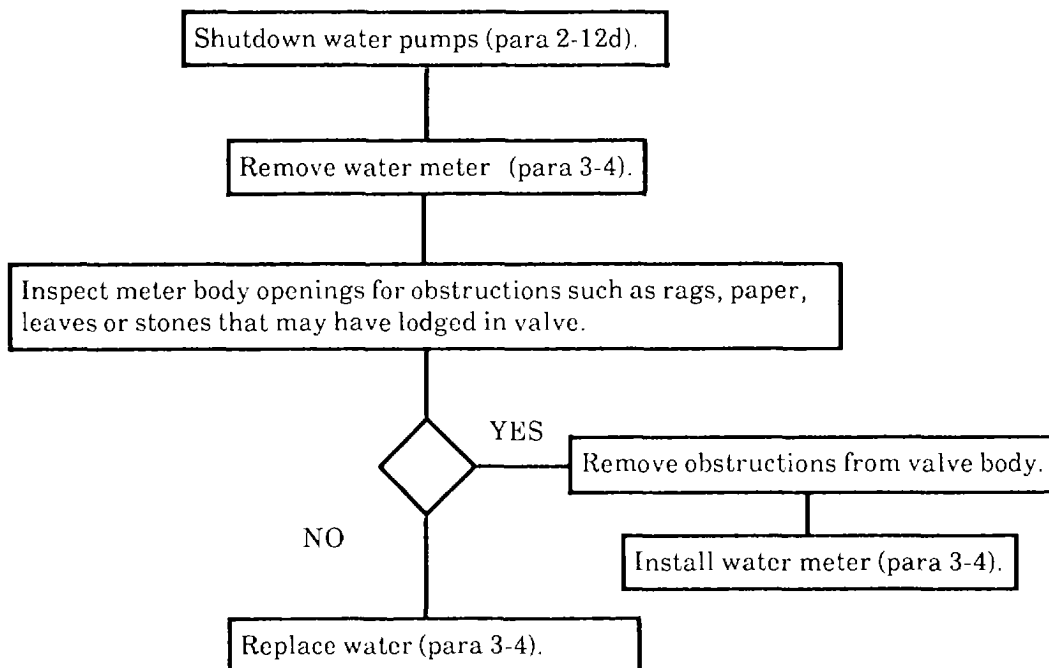 Shutdown water pumps (para 2-12d).
Remove water meter (para 3-4).
Inspect meter body openings for obstructions such as rags, paper,
leaves or stones that may have lodged in valve.
YES
Remove obstructions from valve body.
NO
Install water meter (para 3-4).
Replace water (para 3-4).